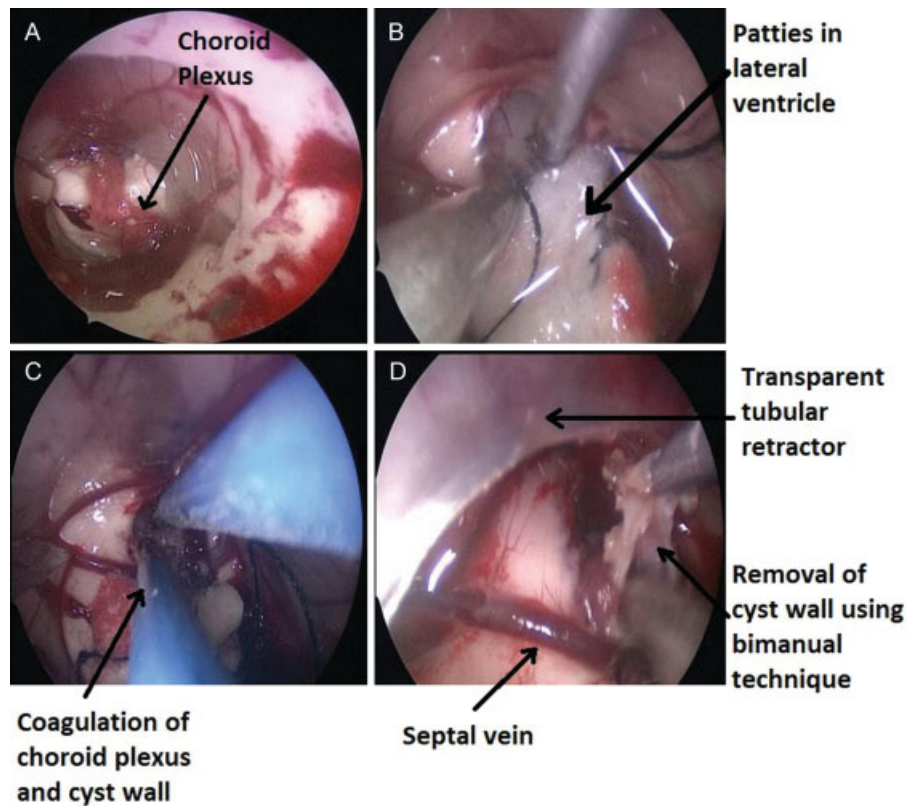 A
Choroid
Plexus
B
Patties in
lateral
ventricle
C
Coagulation of
choroid plexus
and cyst wall
D
Transparent
tubular
retractor
Removal of
cyst wall using
bimanual
technique
Septal vein